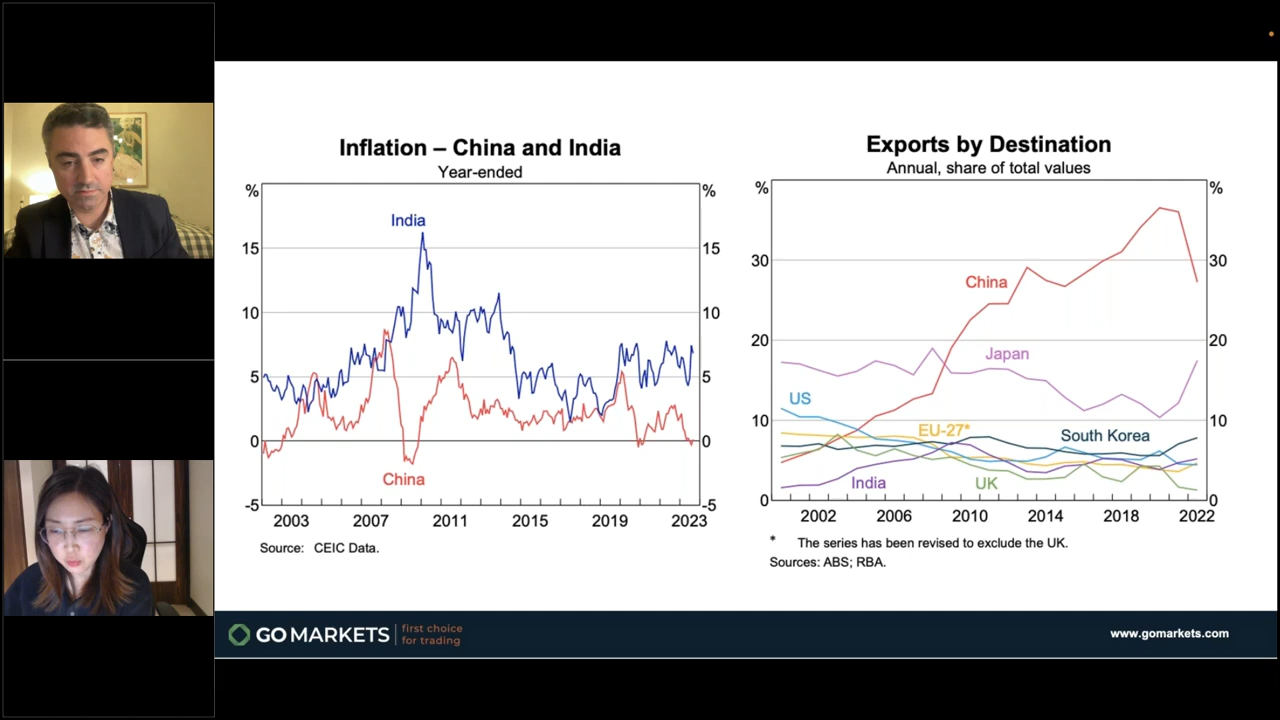 Inflation – China and India
Year-ended
% %
India
15 15
10 10
5 5
0 0
China
-5 -5
2003 2007 2011 2015 2019 2023
Source: CEIC Data.
Exports by Destination
Annual, share of total values
% %
30 30
China
20 20
Japan
US
10 10
EU-27*
South Korea
India
UK
0 0
2002 2006 2010 2014 2018 2022
* The series has been revised to exclude the UK.
Sources: ABS; RBA.
GO MARKETS
first choice
for trading
www.gomarkets.com